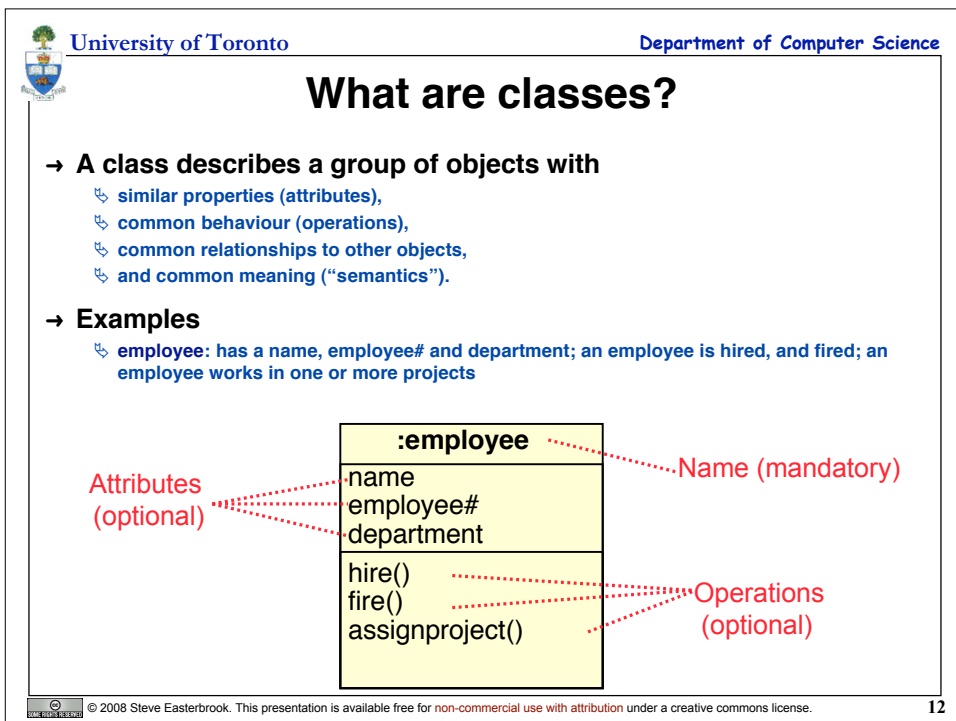 University of Toronto
Department of Computer Science
What are classes?
→ A class describes a group of objects with
↳ similar properties (attributes),
↳ common behaviour (operations),
↳ common relationships to other objects,
↳ and common meaning (“semantics”).
→ Examples
↳ employee: has a name, employee# and department; an employee is hired, and fired; an
employee works in one or more projects
:employee
Name (mandatory)
Attributes
(optional)
name
employee#
department
hire()
fire()
assignproject()
Operations
(optional)
© 2008 Steve Easterbrook. This presentation is available free for non-commercial use with attribution under a creative commons license.
12